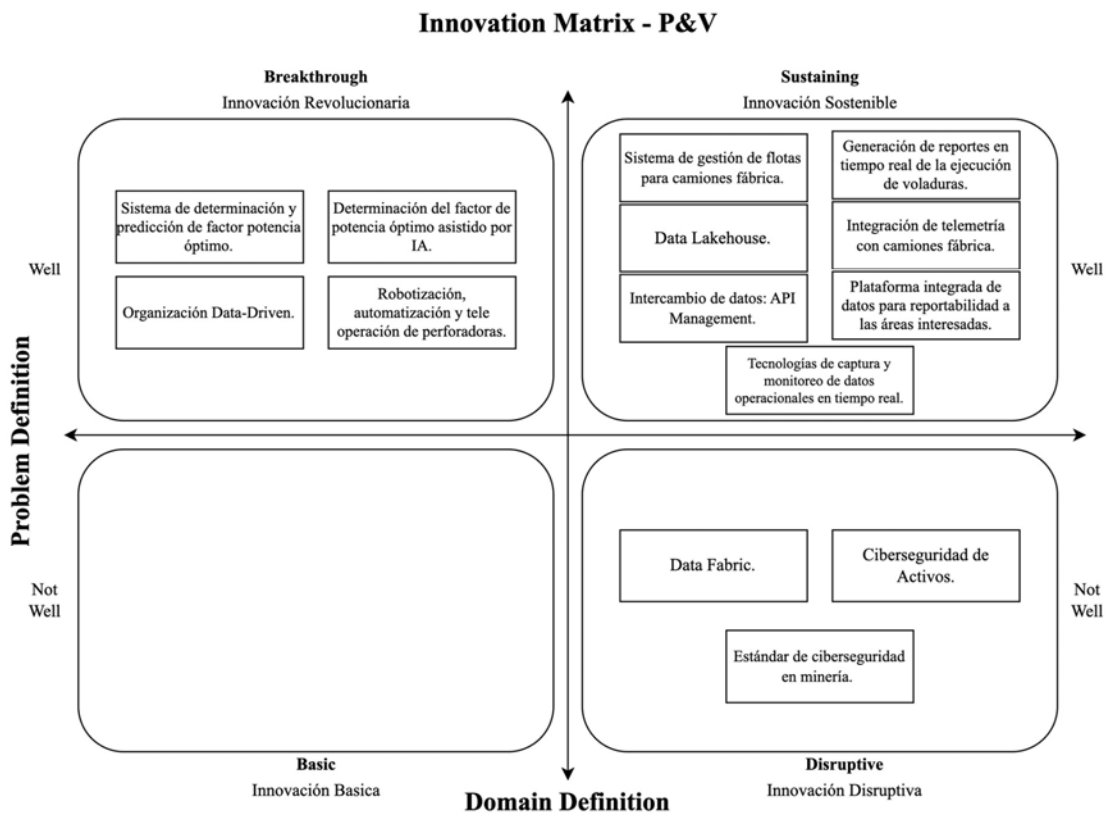 Innovation Matrix - P&V
Breakthrough
Innovación Revolucionaria
Sustaining
Innovación Sostenible
Problem Definition
Well
Sistema de determinación y
predicción de factor potencia
óptimo.
Determinación del factor de
potencia óptimo asistido por
IA.
Organización Data-Driven.
Robotización,
automatización y tele
operación de perforadoras.
Sistema de gestión de flotas
para camiones fábrica.
Generación de reportes en
tiempo real de la ejecución
de voladuras.
Data Lakehouse.
Integración de telemetría
con camiones fábrica.
Intercambio de datos: API
Management.
Plataforma integrada de
datos para reportabilidad a
las áreas interesadas.
Tecnologías de captura y
monitoreo de datos
operacionales en tiempo real.
Well
Not
Well
Data Fabric.
Ciberseguridad de
Activos.
Estándar de ciberseguridad
en minería.
Not
Well
Basic
Innovación Basica
Disruptive
Innovación Disruptiva
Domain Definition